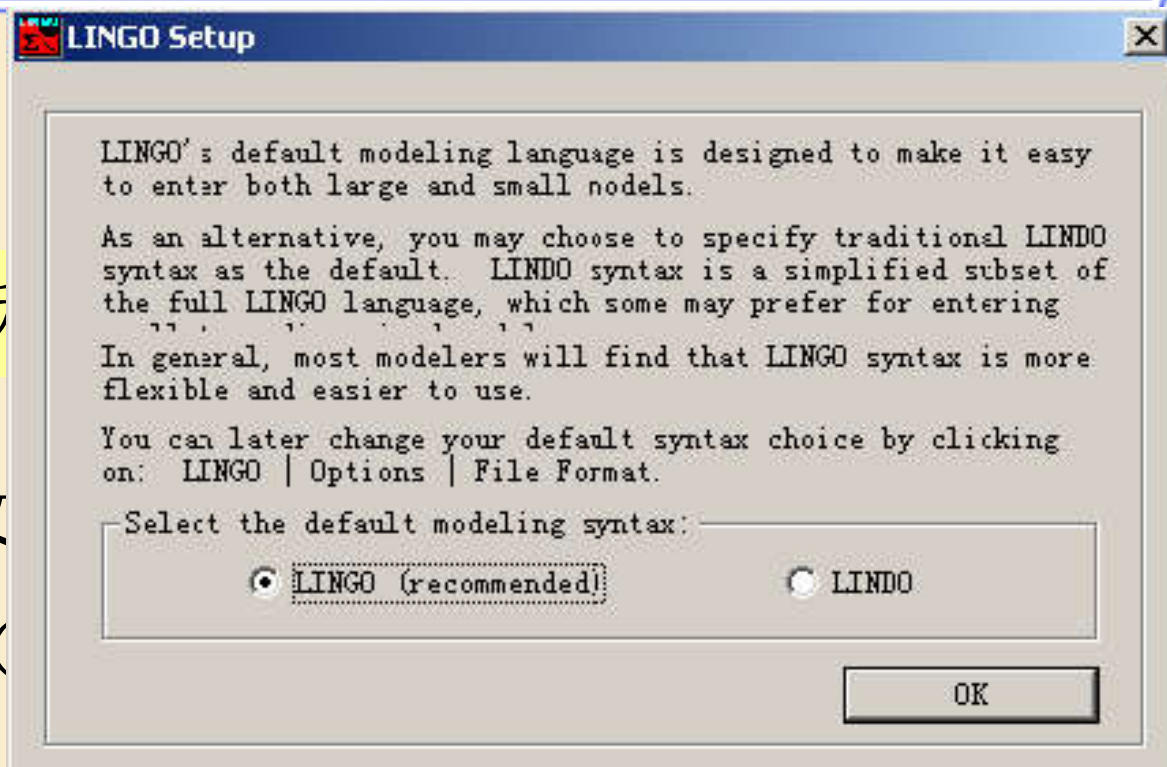 LINGO Setup
LINGO's default modeling language is designed to make it easy
to enter both large and small models.
As an alternative, you may choose to specify traditional LINDO
syntax as the default. LINDO syntax is a simplified subset of
the full LINGO language, which some may prefer for entering
In general, most modelers will find that LINGO syntax is more
flexible and easier to use.
You can later change your default syntax choice by clicking
on: LINGO | Options | File Format.
Select the default modeling syntax:
LINGO (recommended)
LINDO
OK